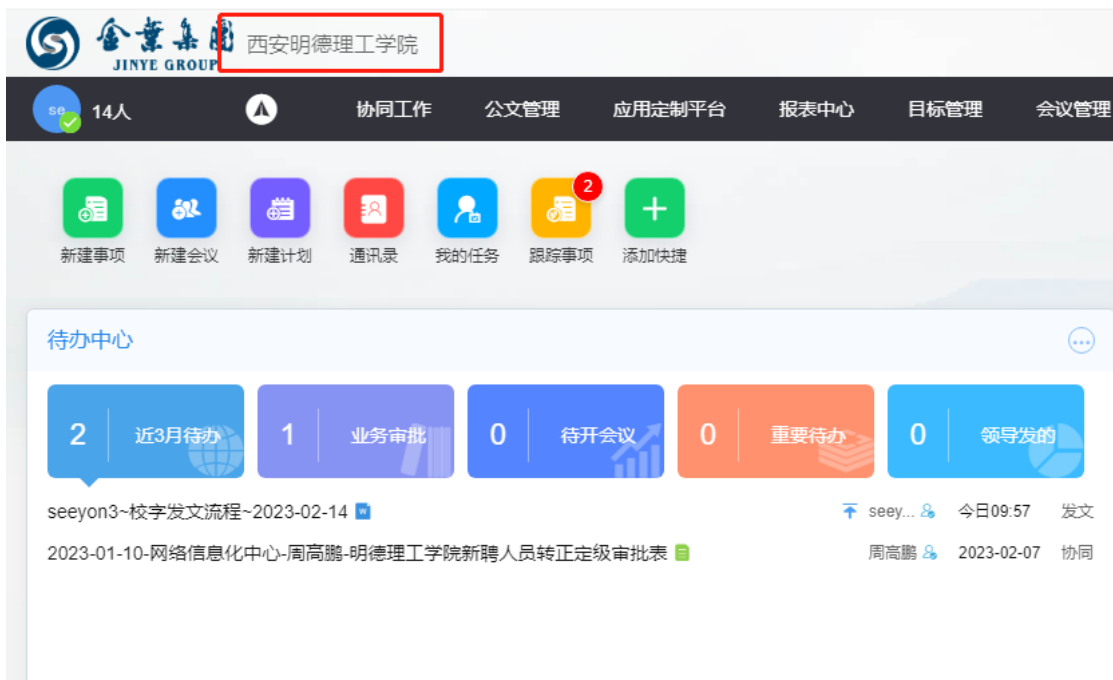 金業集團
JINYE GROUP
西安明德理工学院
se
14人
协同工作
公文管理
应用定制平台
报表中心
目标管理
会议管理
2
新建事项
新建会议
新建计划
通讯录
我的任务
跟踪事项
添加快捷
待办中心
2 近3月待办
1 业务审批
0 待开会议
0 重要待办
0 领导发的
seeyon3~校字发文流程~2023-02-14 seey... 今日09:57 发文
2023-01-10-网络信息化中心-周高鹏-明德理工学院新聘人员转正定级审批表 周高鹏 2023-02-07 协同